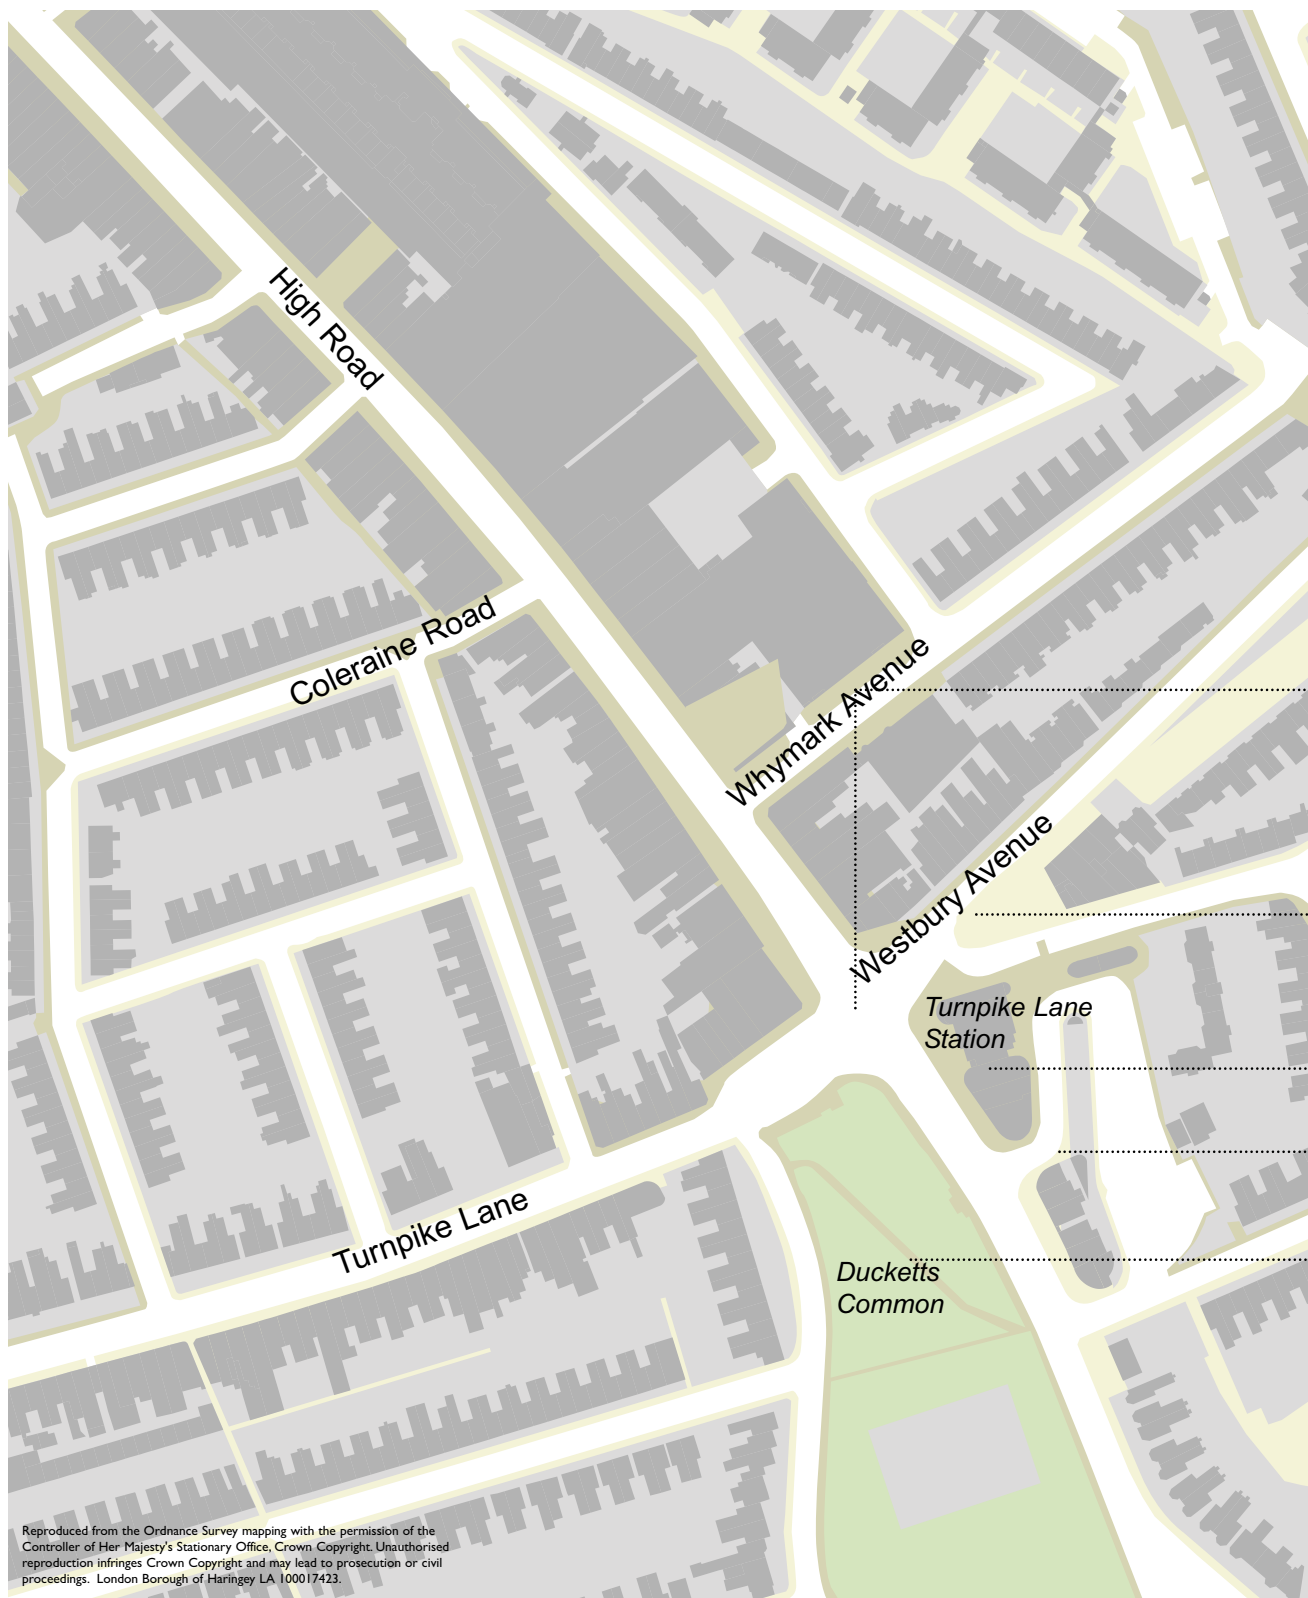 High Road
Coleraine Road
Whymark Avenue
Westbury Avenue
Turnpike Lane
Station
Turnpike Lane
Ducketts
Common
Reproduced from the Ordnance Survey mapping with the permission of the
Controller of Her Majesty's Stationary Office, Crown Copyright. Unauthorised
reproduction infringes Crown Copyright and may lead to prosecution or civil
proceedings. London Borough of Haringey LA 100017423.